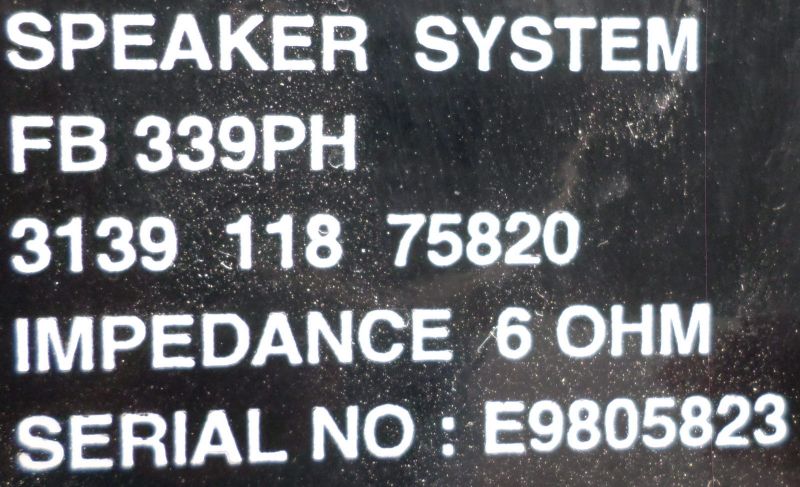 SPEAKER SYSTEM
FB 339PH
3139 118 75820
IMPEDANCE 6 OHM
SERIAL NO : E9805823